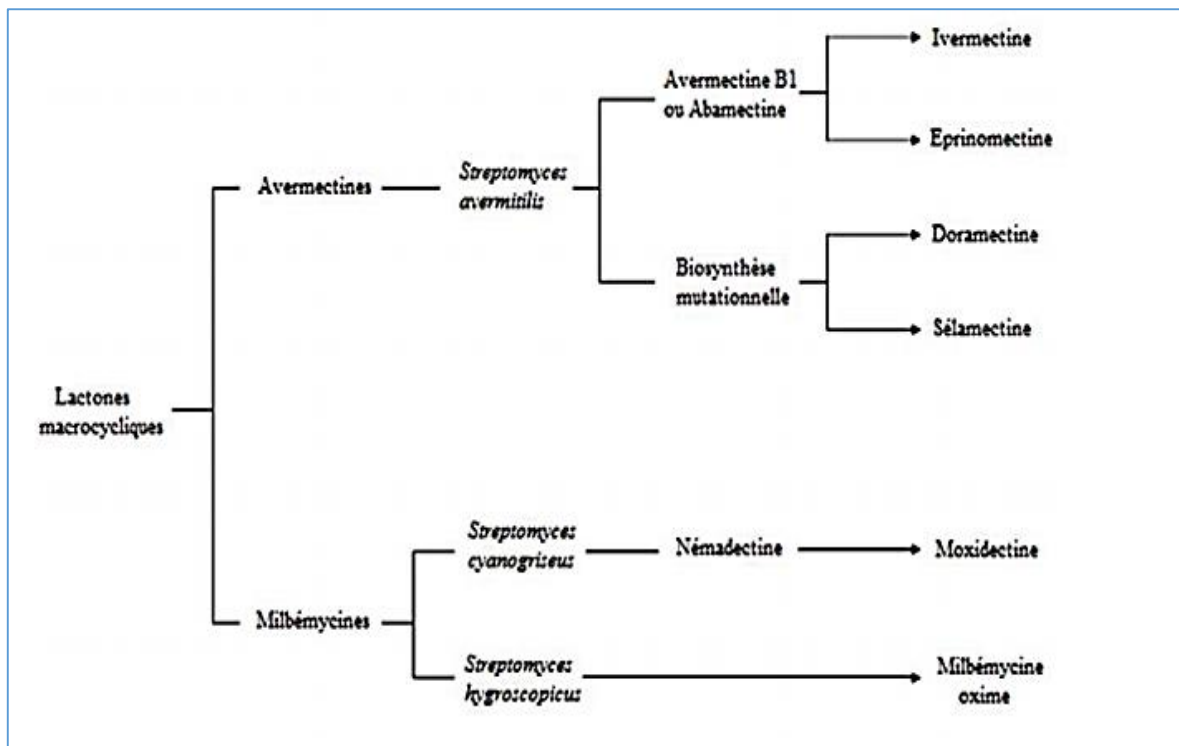 Ivermectine
Avermectine B1
ou Abamectine
Eprinomectine
Streptomyces
avermitilis
Avermectines
Doramectine
Biosynthèse
mutationnelle
Sélamectine
Lactones
macrocycliques
Streptomyces
cyanogriseus
Némadectine
Moxidectine
Milbémycines
Streptomyces
hygroscopicus
Milbémycine
oxime